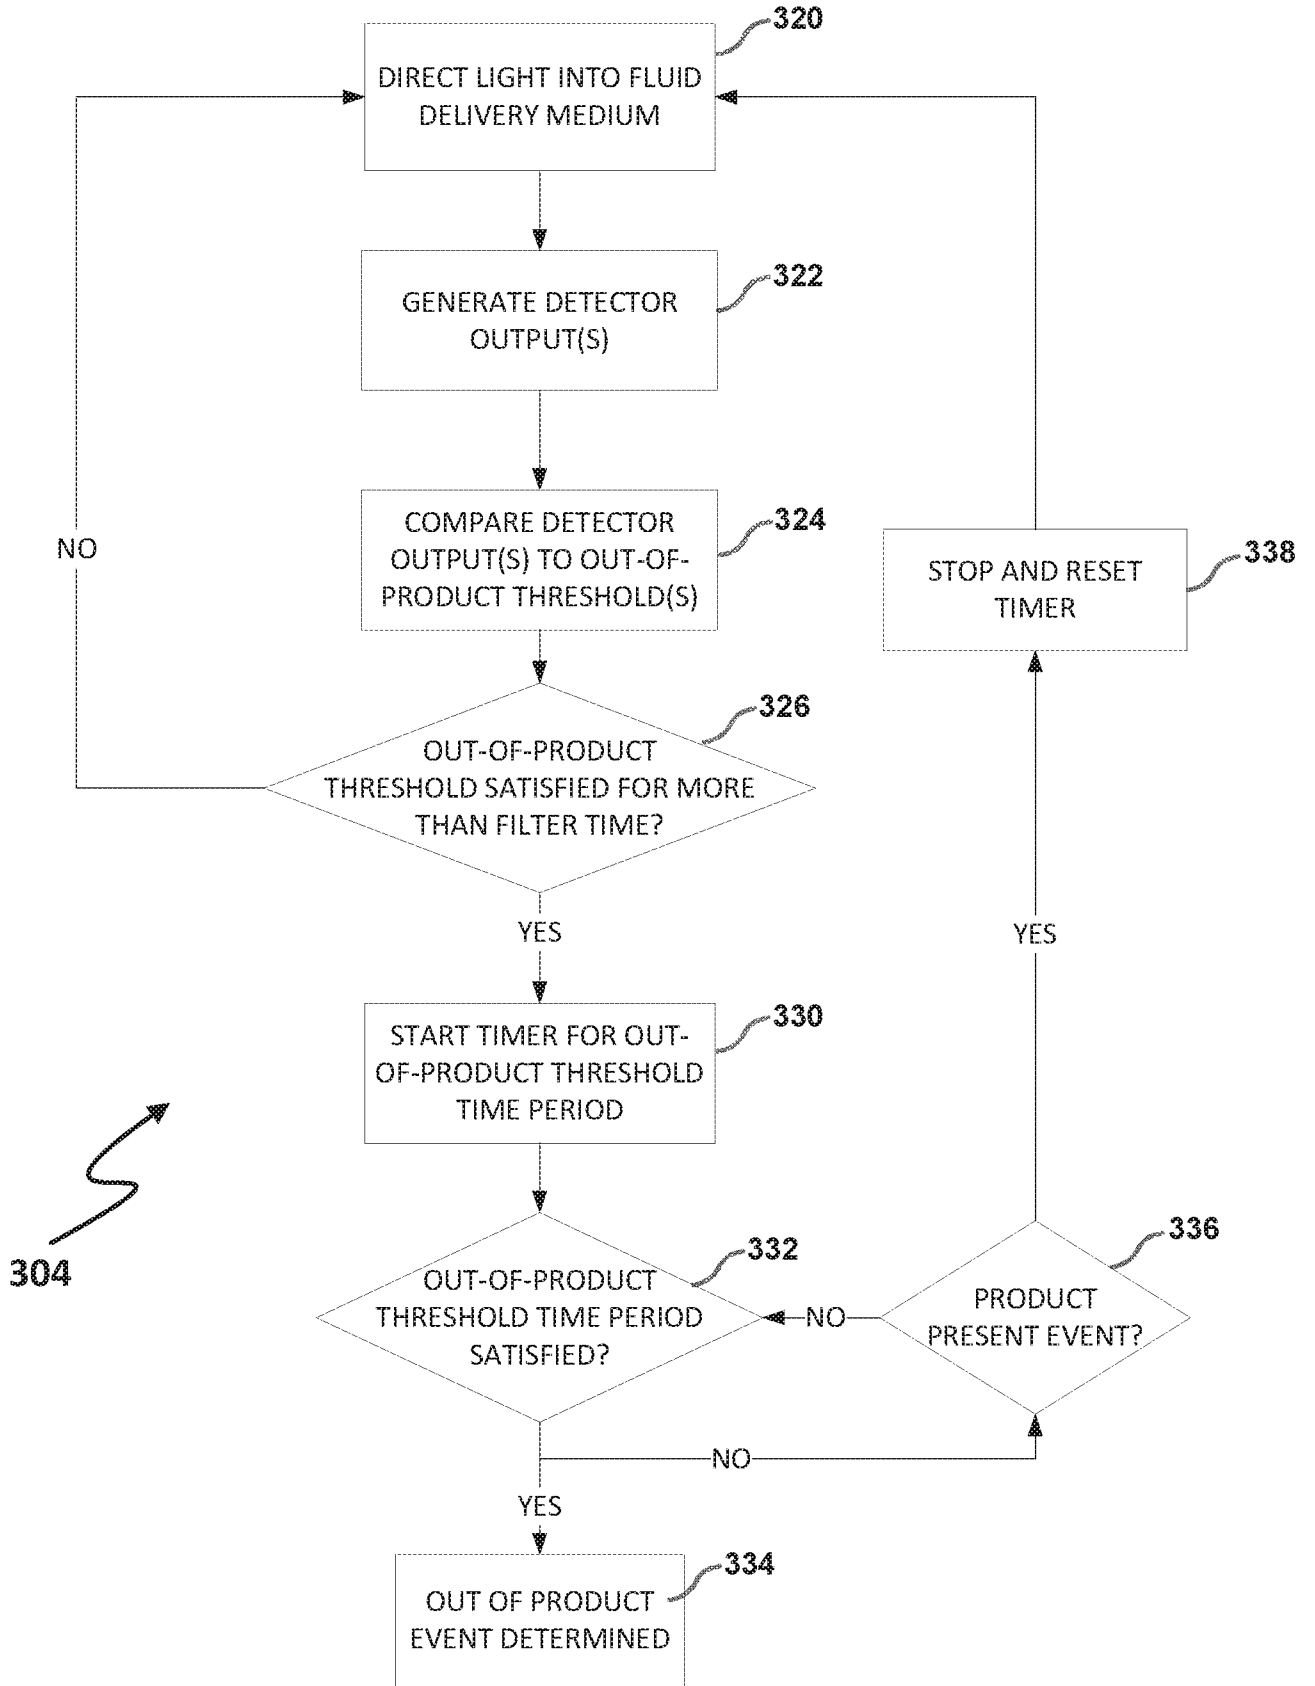 320
DIRECT LIGHT INTO FLUID
DELIVERY MEDIUM
322
GENERATE DETECTOR
OUTPUT(S)
324
COMPARE DETECTOR
OUTPUT(S) TO OUT-OF-
PRODUCT THRESHOLD(S)
NO
338
STOP AND RESET
TIMER
326
OUT-OF-PRODUCT
THRESHOLD SATISFIED FOR MORE
THAN FILTER TIME?
YES
YES
330
START TIMER FOR OUT-
OF-PRODUCT THRESHOLD
TIME PERIOD
304
332
OUT-OF-PRODUCT
THRESHOLD TIME PERIOD
SATISFIED?
NO
336
PRODUCT
PRESENT EVENT?
NO
YES
334
OUT OF PRODUCT
EVENT DETERMINED